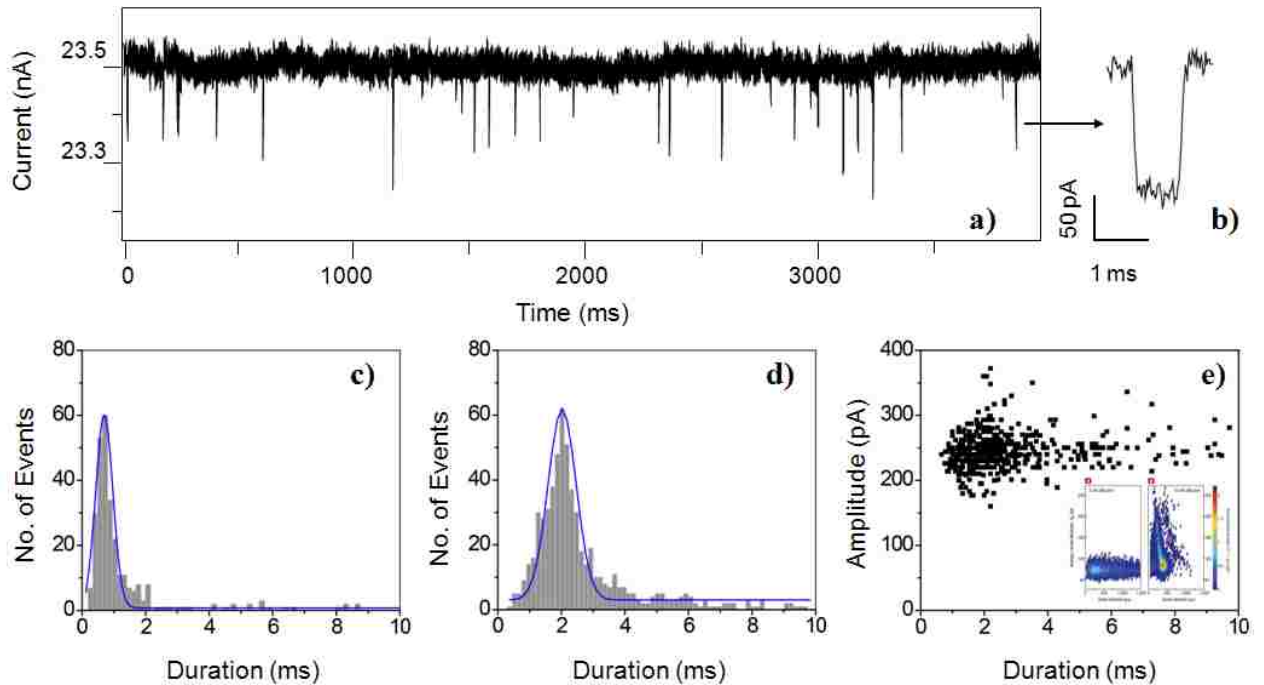 Current (nA)
23.5
23.3
a)
b)
50 pA
1 ms
0
1000
2000
3000
Time (ms)
No. of Events
80
60
40
20
0
c)
0 2 4 6 8 10
Duration (ms)
No. of Events
80
60
40
20
0
d)
0 2 4 6 8 10
Duration (ms)
Amplitude (pA)
400
300
200
100
0
e)
0 2 4 6 8 10
Duration (ms)